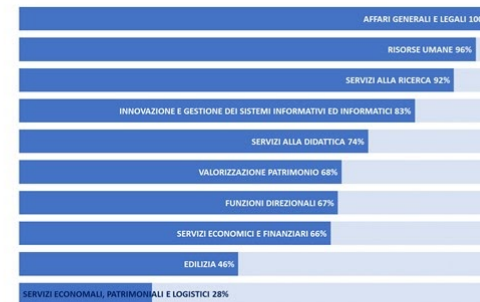 AFFARI GENERALI E LEGALI 100
RISORSE UMANE 96%
SERVIZI ALLA RICERCA 92%
INNOVAZIONE E GESTIONE DEI SISTEMI INFORMATIVI ED INFORMATICI 83%
SERVIZI ALLA DIDATTICA 74%
VALORIZZAZIONE PATRIMONIO 68%
FUNZIONI DIREZIONALI 67%
SERVIZI ECONOMICI E FINANZIARI 66%
EDILIZIA 46%
SERVIZI ECONOMALI, PATRIMONIALI E LOGISTICI 28%